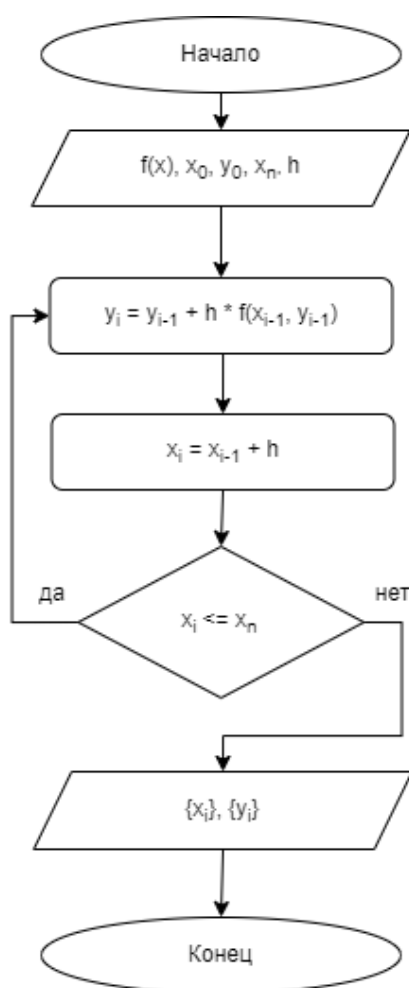 Начало
f(x), x₀, y₀, xₙ, h
yᵢ = yᵢ₋₁ + h * f(xᵢ₋₁, yᵢ₋₁)
xᵢ = xᵢ₋₁ + h
да
нет
xᵢ <= xₙ
{xᵢ}, {yᵢ}
Конец